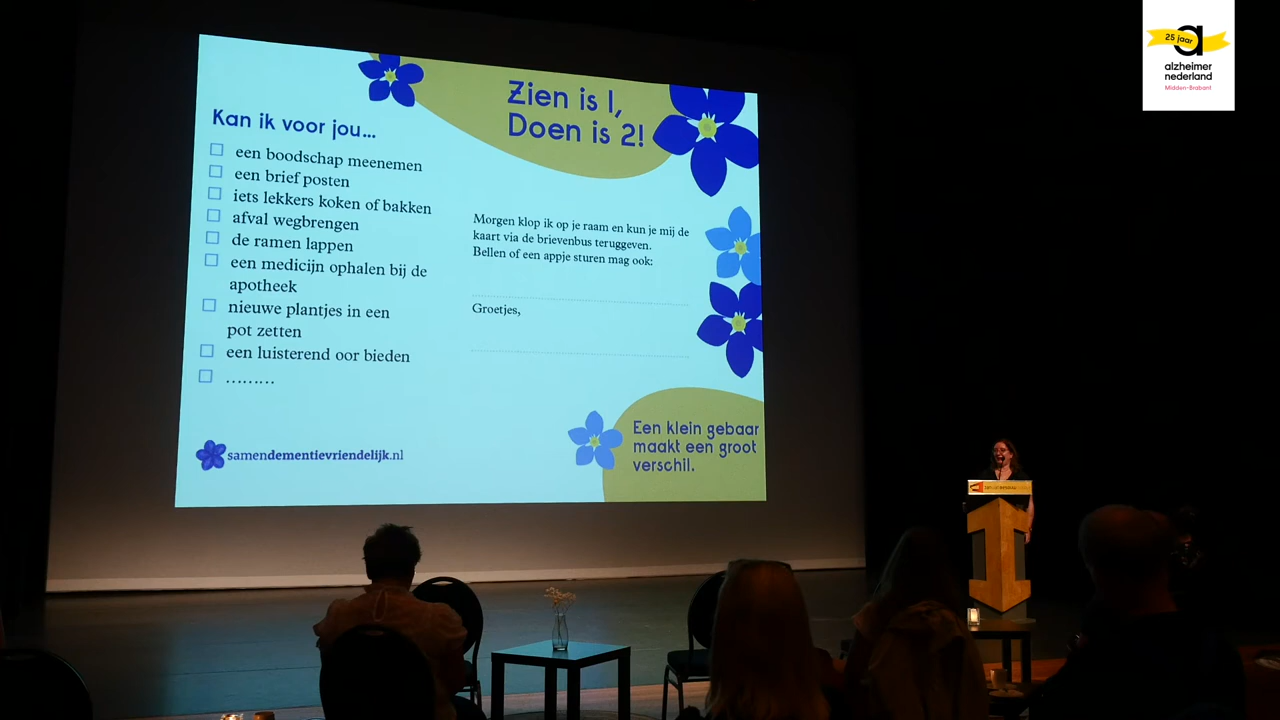 25 jaar
alzheimer
nederland
Midden-Brabant
Zien is 1,
Doen is 2!
Kan ik voor jou...
een boodschap meenemen
een brief posten
iets lekkers koken of bakken
afval wegbrengen
de ramen lappen
een medicijn ophalen bij de
apotheek
nieuwe plantjes in een
pot zetten
een luisterend oor bieden
.........
Morgen klop ik op je raam en kun je mij de
kaart via de brievenbus teruggeven.
Bellen of een appje sturen mag ook:
Groetjes,
samendementievriendelijk.nl
Een klein gebaar
maakt een groot
verschil.